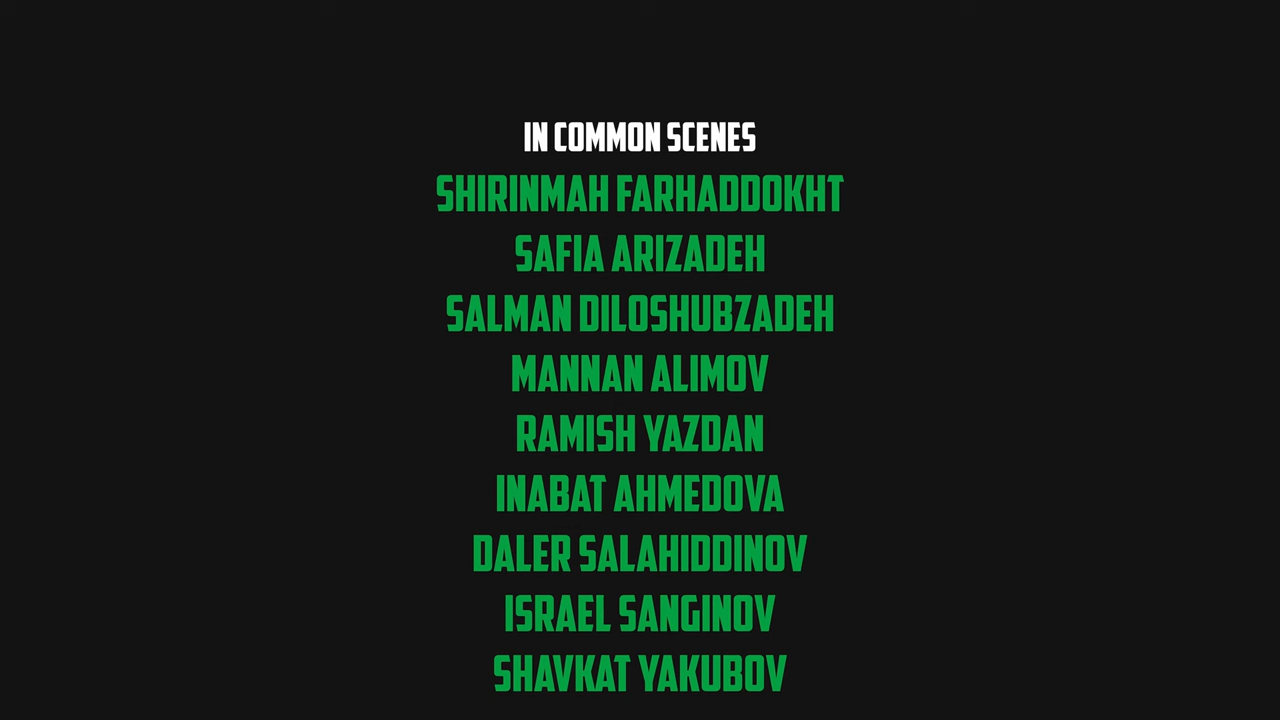 IN COMMON SCENES
SHIRINMAH FARHADDOKHT
SAFIA ARIZADEH
SALMAN DILOSHUBZADEH
MANNAN ALIMOV
RAMISH YAZDAN
INABAT AHMEDOVA
DALER SALAHIDDINOV
ISRAEL SANGINOV
SHAVKAT YAKUBOV